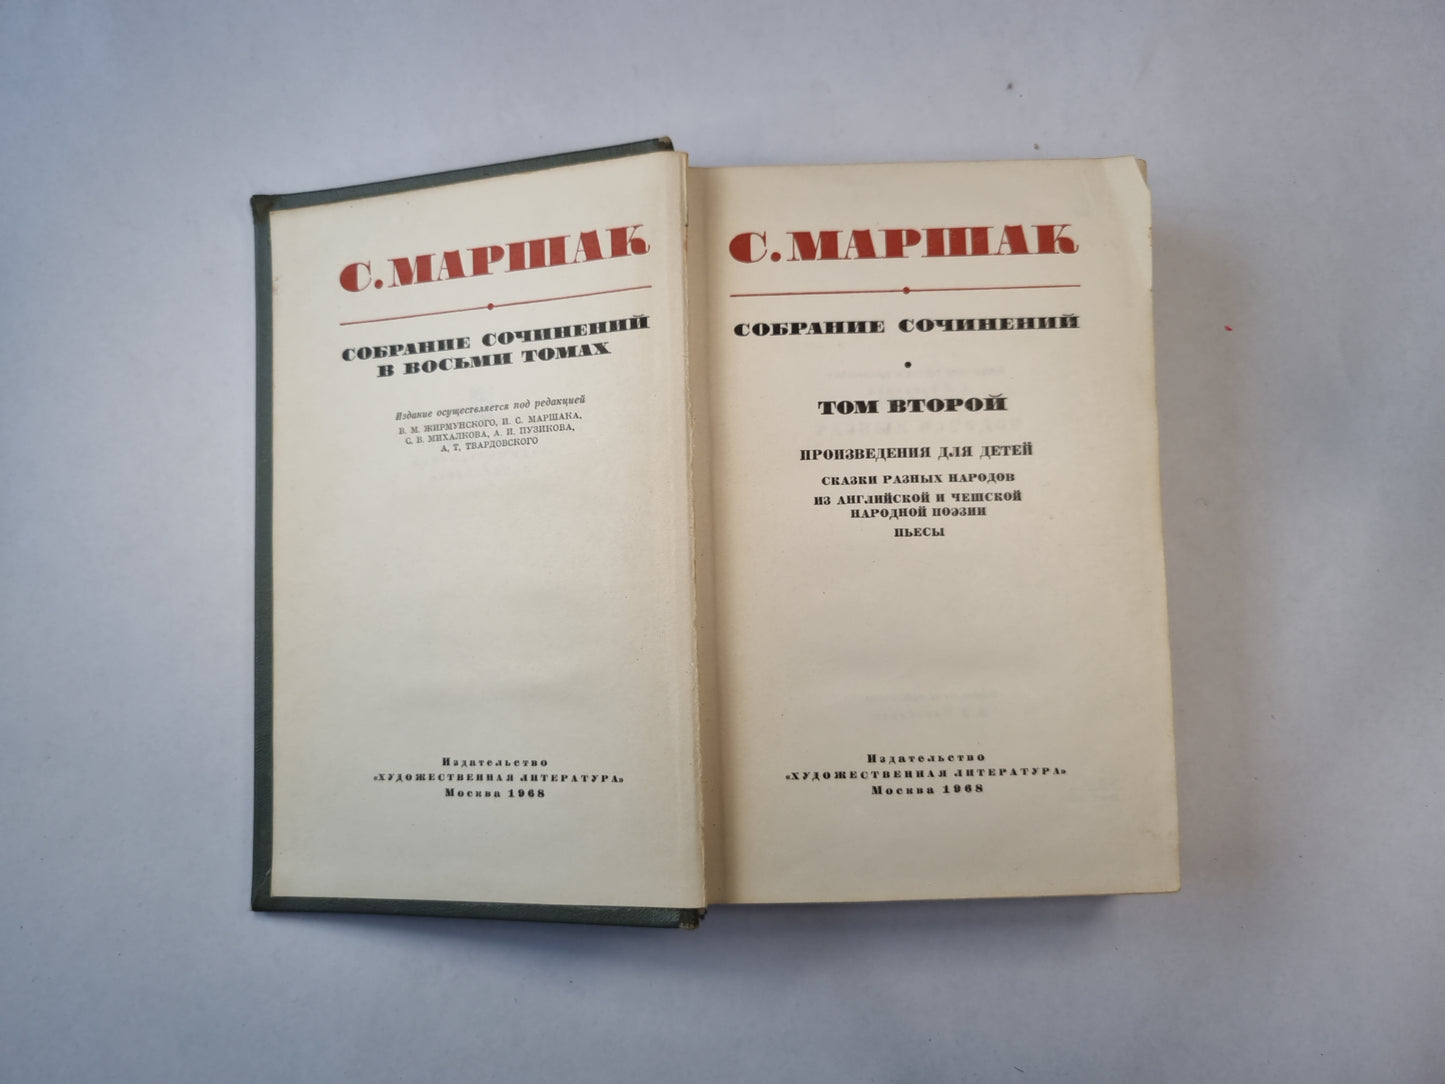 С. МАРШАК
СОБРАНИЕ СОЧИНЕНИЙ
В ВОСЬМИ ТОМАХ
Издание осуществляется под редакцией
В. М. ЖИРМУНСКОГО, И. С. МАРШАКА,
С. В. МИХАЛКОВА, А. И. ПУЗИКОВА,
А. Т. ТВАРДОВСКОГО
Издательство
«ХУДОЖЕСТВЕННАЯ ЛИТЕРАТУРА»
Москва 1968
С. МАРШАК
СОБРАНИЕ СОЧИНЕНИЙ
ТОМ ВТОРОЙ
ПРОИЗВЕДЕНИЯ ДЛЯ ДЕТЕЙ
СКАЗКИ РАЗНЫХ НАРОДОВ
ИЗ АНГЛИЙСКОЙ И ЧЕШСКОЙ
НАРОДНОЙ ПОЭЗИИ
ПЬЕСЫ
Издательство
«ХУДОЖЕСТВЕННАЯ ЛИТЕРАТУРА»
Москва 1968